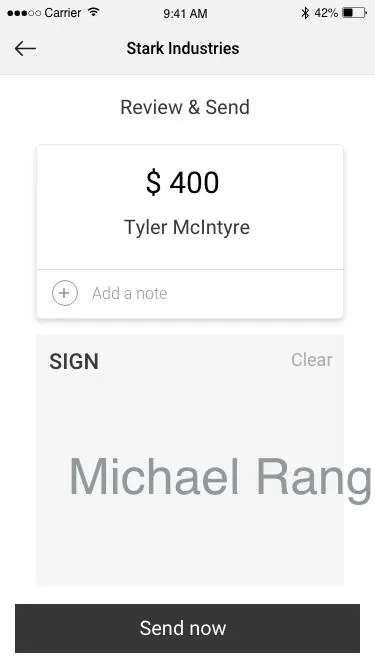 Carrier 9:41 AM 42%
Stark Industries
Review & Send
$ 400
Tyler McIntyre
Add a note
SIGN Clear
Michael Rang
Send now